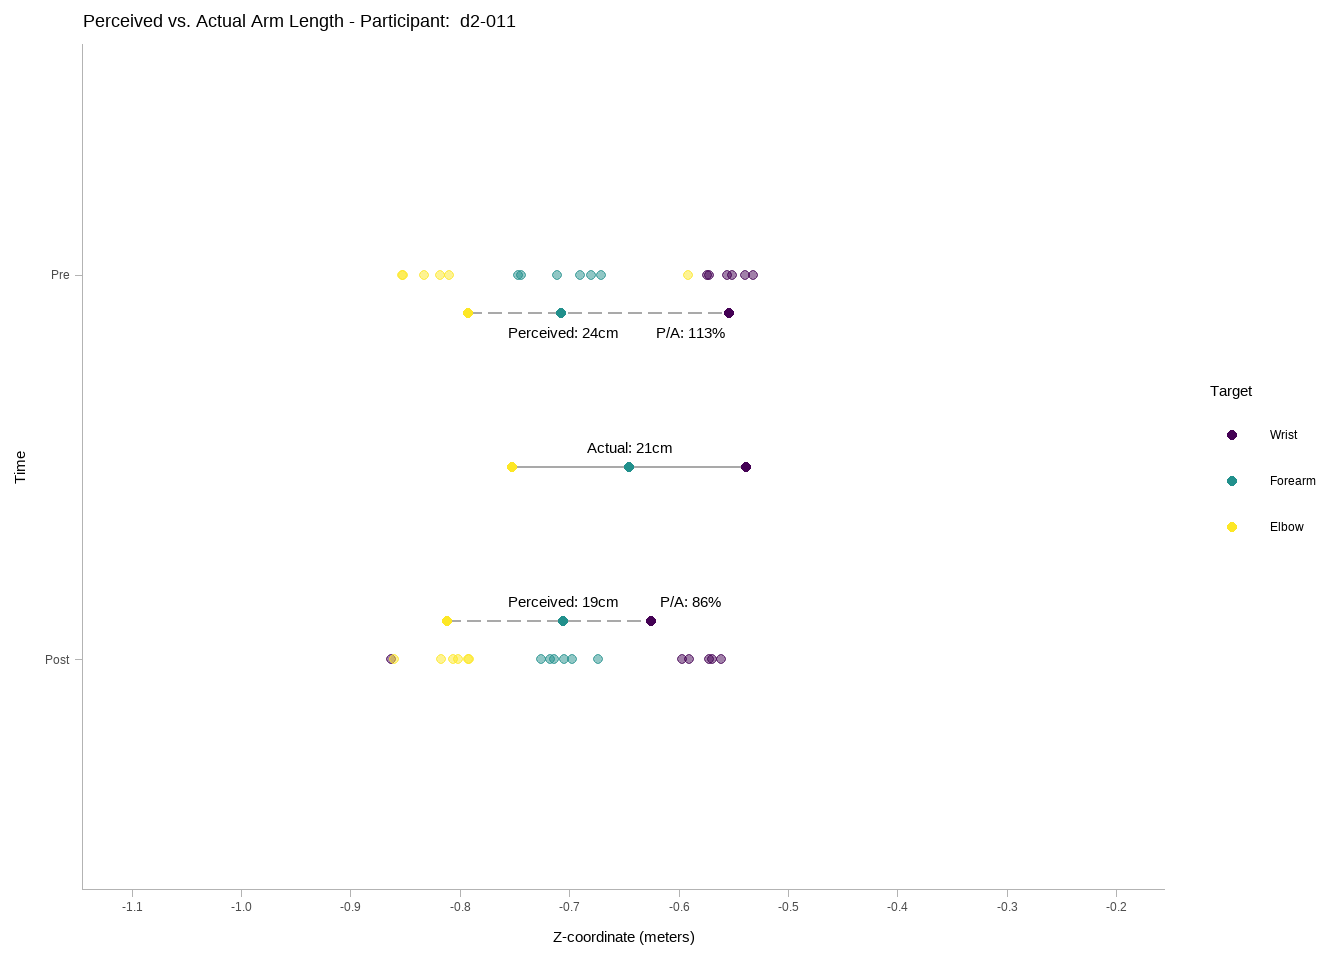 Perceived vs. Actual Arm Length - Participant:  d2-011
Pre
Perceived: 24cm
P/A: 113%
Actual: 21cm
Time
Perceived: 19cm
P/A: 86%
Post
Target
Wrist
Forearm
Elbow
-1.1
-1.0
-0.9
-0.8
-0.7
-0.6
-0.5
-0.4
-0.3
-0.2
Z-coordinate (meters)